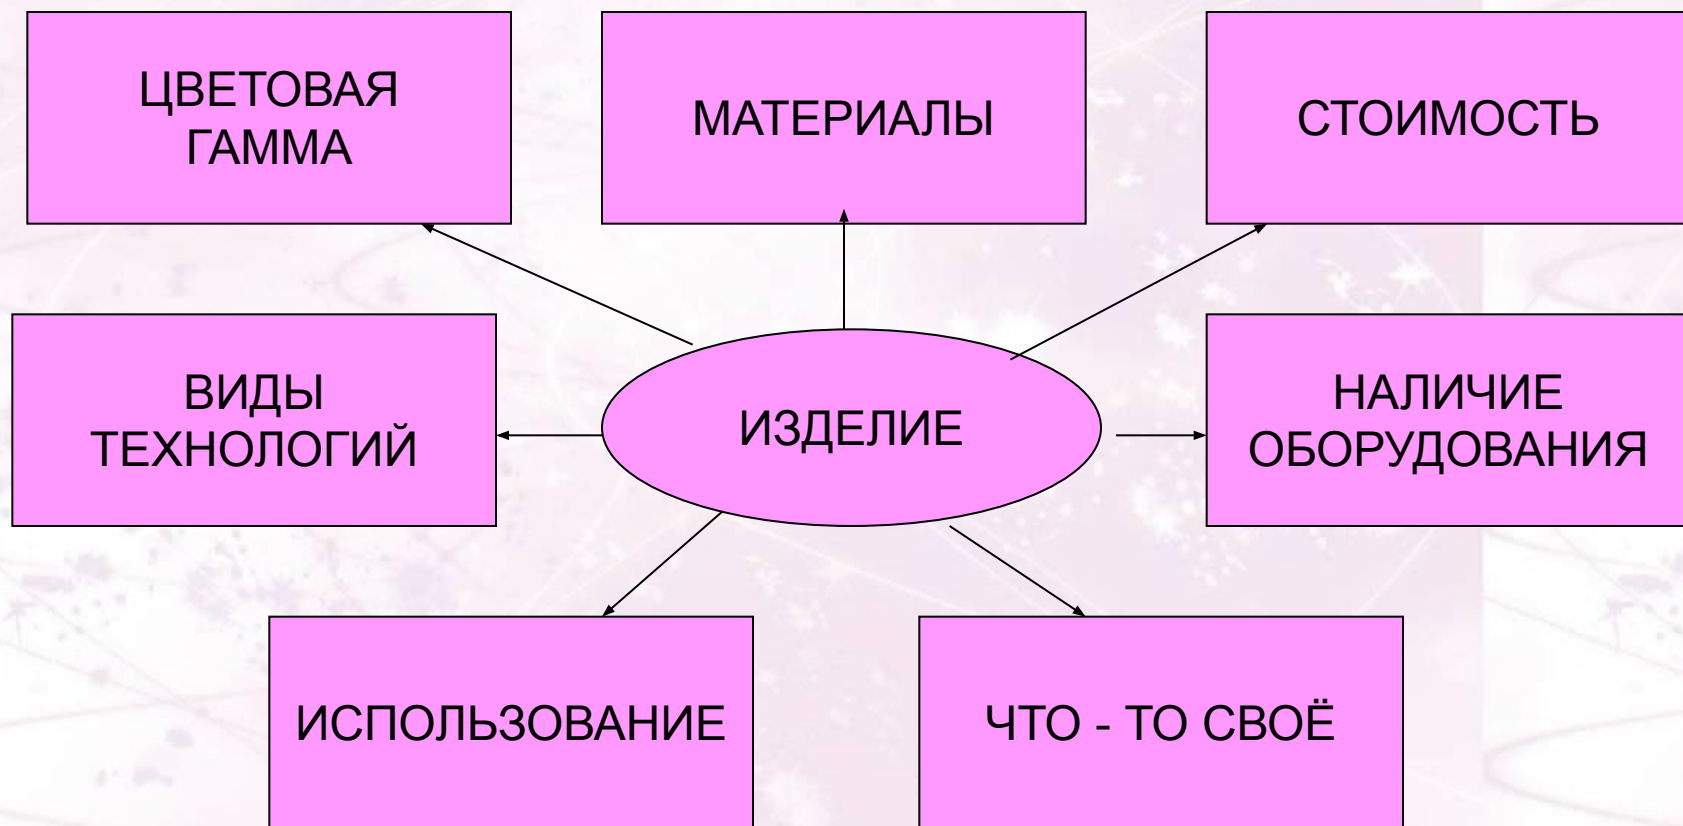 ЦВЕТОВАЯ
ГАММА
МАТЕРИАЛЫ
СТОИМОСТЬ
ВИДЫ
ТЕХНОЛОГИЙ
ИЗДЕЛИЕ
НАЛИЧИЕ
ОБОРУДОВАНИЯ
ИСПОЛЬЗОВАНИЕ
ЧТО - ТО СВОЁ